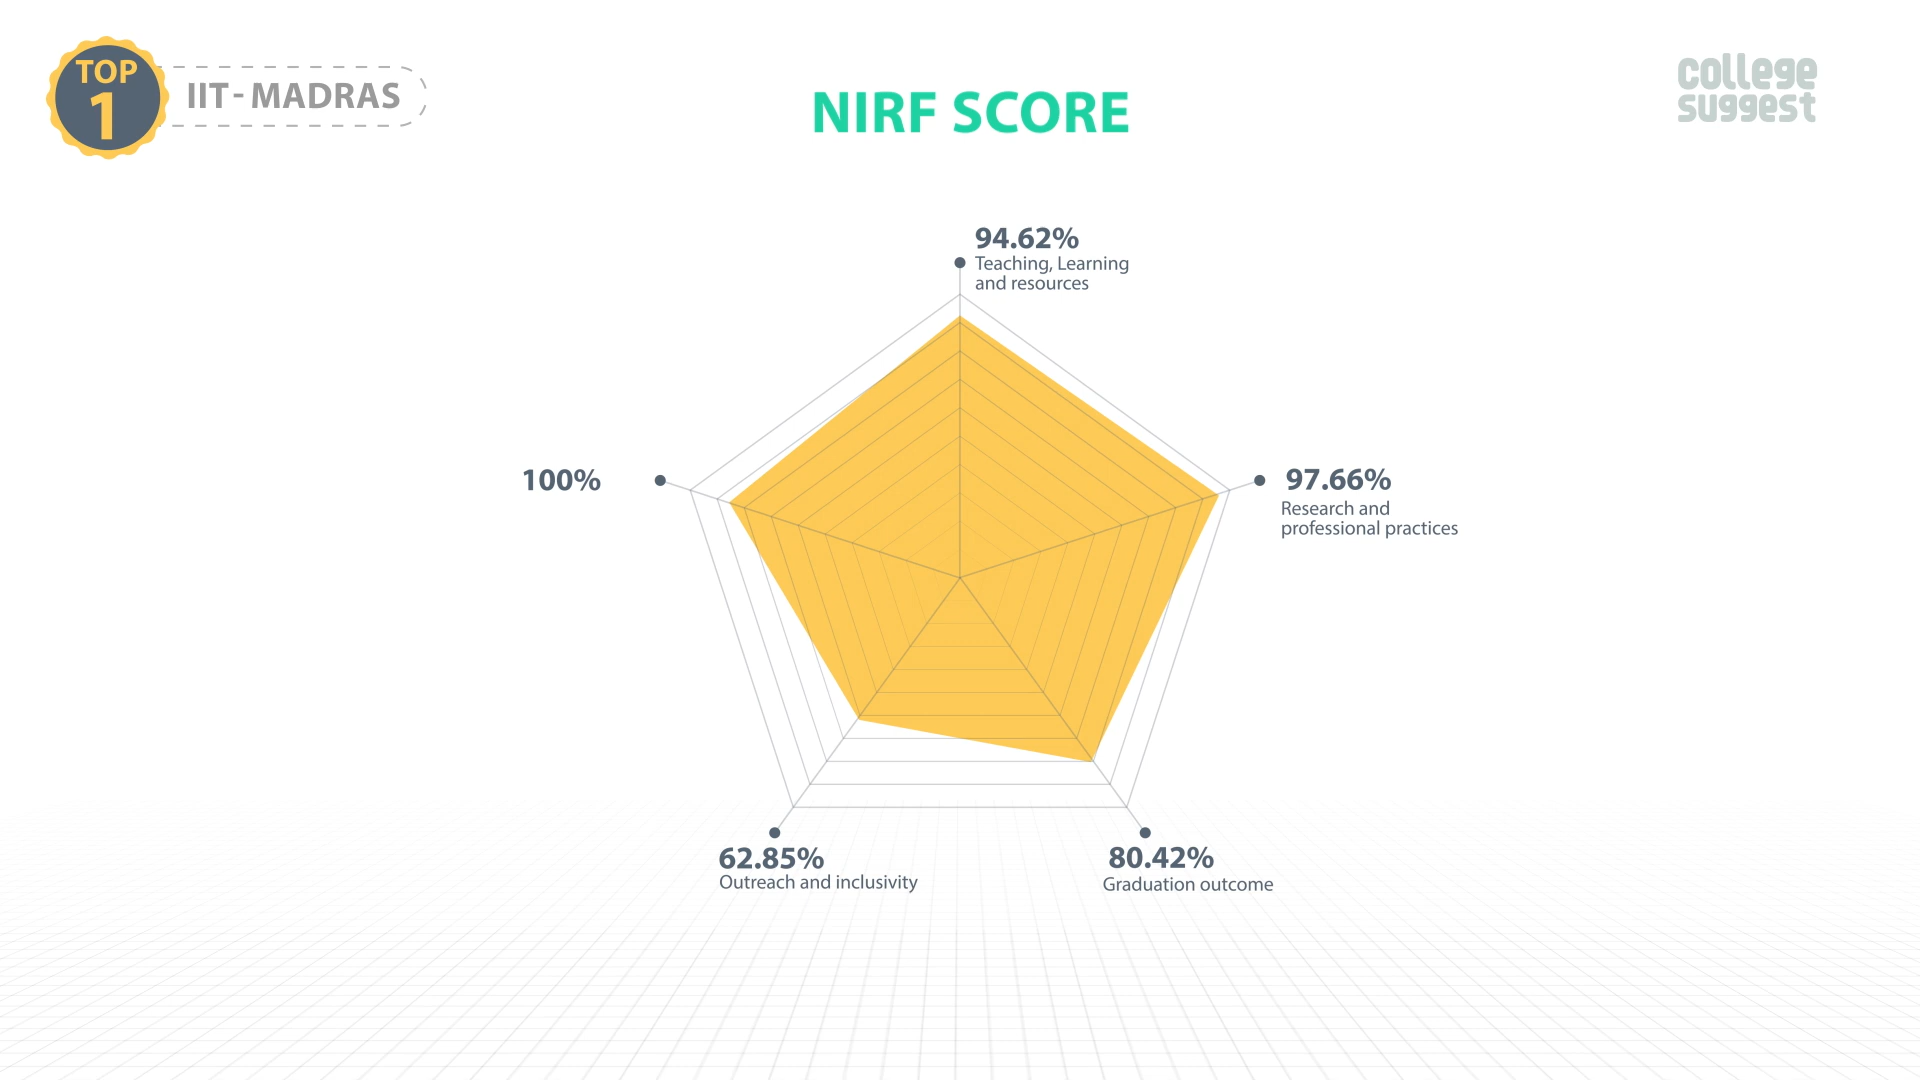 TOP
1
IIT-MADRAS
NIRF SCORE
college
suggest
94.62%
Teaching, Learning
and resources
100%
97.66%
Research and
professional practices
62.85%
Outreach and inclusivity
80.42%
Graduation outcome